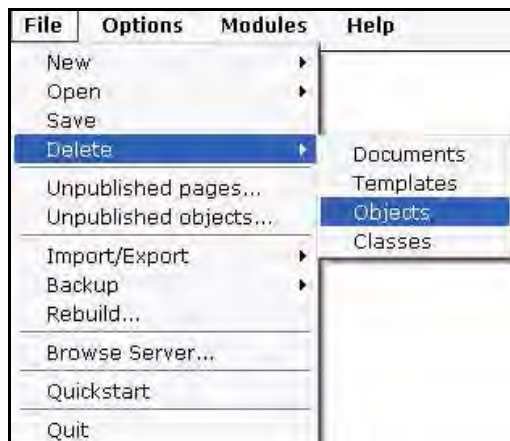 File Options Modules Help
New
Open
Save
Delete
Documents
Templates
Objects
Classes
Unpublished pages...
Unpublished objects...
Import/Export
Backup
Rebuild...
Browse Server...
Quickstart
Quit